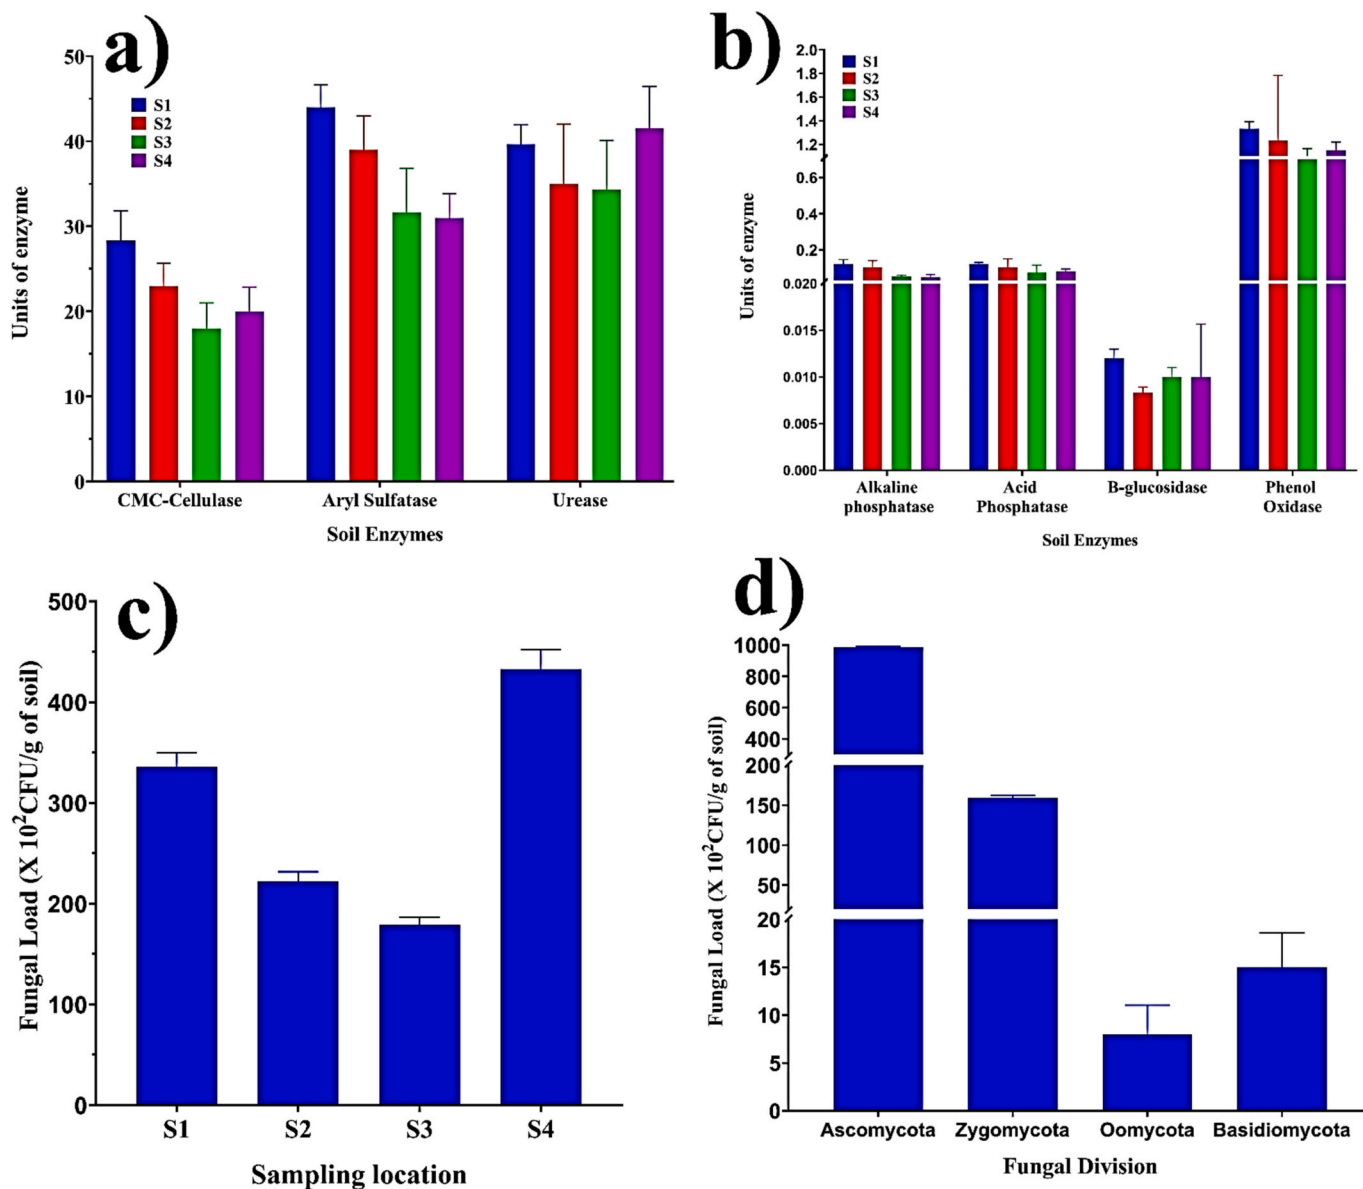 a)
50
40
30
20
10
0
Units of enzyme
S1
S2
S3
S4
CMC-Cellulase Aryl Sulfatase Urease
Soil Enzymes
b)
2.0
1.8
1.6
1.4
1.2
0.6
0.4
0.2
0.020
0.015
0.010
0.005
0.000
Units of enzyme
S1
S2
S3
S4
Alkaline Acid B-glucosidase Phenol
phosphatase Phosphatase Oxidase
Soil Enzymes
c)
500
400
300
200
100
0
Fungal Load (X 10²CFU/g of soil)
S1 S2 S3 S4
Sampling location
d)
1000
800
600
400
200
150
100
50
20
15
10
5
0
Fungal Load (X 10²CFU/g of soil)
Ascomycota Zygomycota Oomycota Basidiomycota
Fungal Division